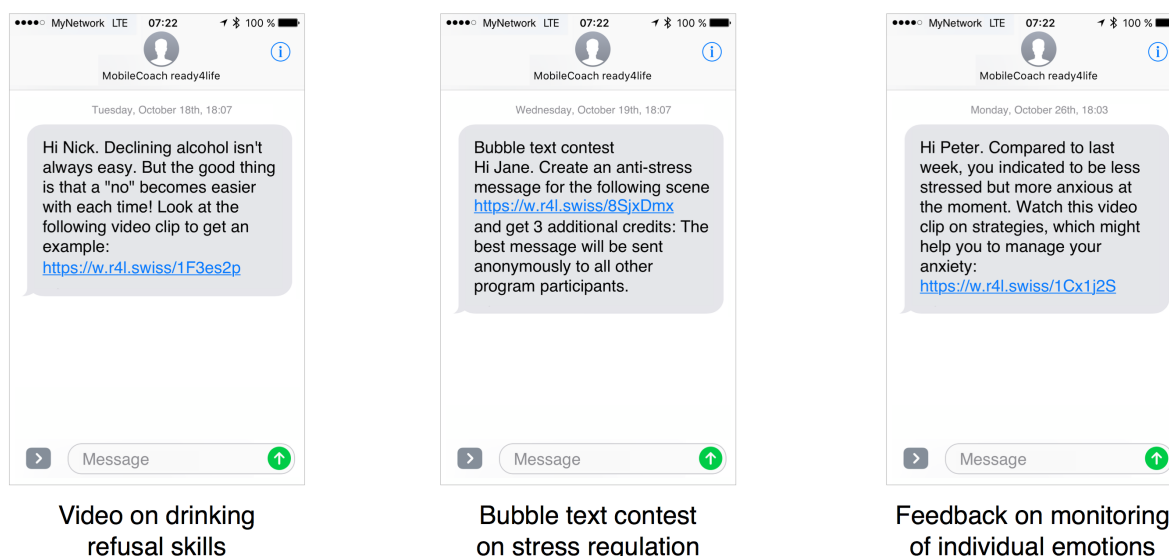 MyNetwork LTE 07:22 100 %
MobileCoach ready4life
Tuesday, October 18th, 18:07
Hi Nick. Declining alcohol isn't
always easy. But the good thing
is that a "no" becomes easier
with each time! Look at the
following video clip to get an
example:
https://w.r4l.swiss/1F3es2p
Message
Video on drinking
refusal skills
MyNetwork LTE 07:22 100 %
MobileCoach ready4life
Wednesday, October 19th, 18:07
Bubble text contest
Hi Jane. Create an anti-stress
message for the following scene
https://w.r4l.swiss/8SjxDmx
and get 3 additional credits: The
best message will be sent
anonymously to all other
program participants.
Message
Bubble text contest
on stress regulation
MyNetwork LTE 07:22 100 %
MobileCoach ready4life
Monday, October 26th, 18:03
Hi Peter. Compared to last
week, you indicated to be less
stressed but more anxious at
the moment. Watch this video
clip on strategies, which might
help you to manage your
anxiety:
https://w.r4l.swiss/1Cx1j2S
Message
Feedback on monitoring
of individual emotions